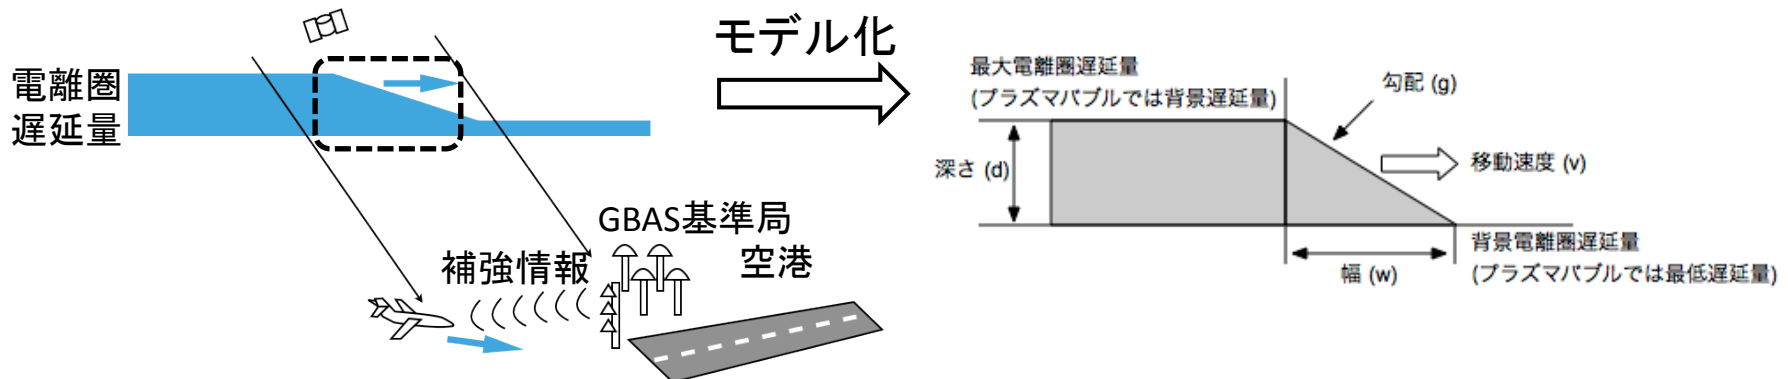 電離圏
遅延量
補強情報
GBAS基準局
空港
モデル化
最大電離圏遅延量
(プラズマバブルでは背景遅延量)
勾配 (g)
深さ (d)
移動速度 (v)
幅 (w)
背景電離圏遅延量
(プラズマバブルでは最低遅延量)